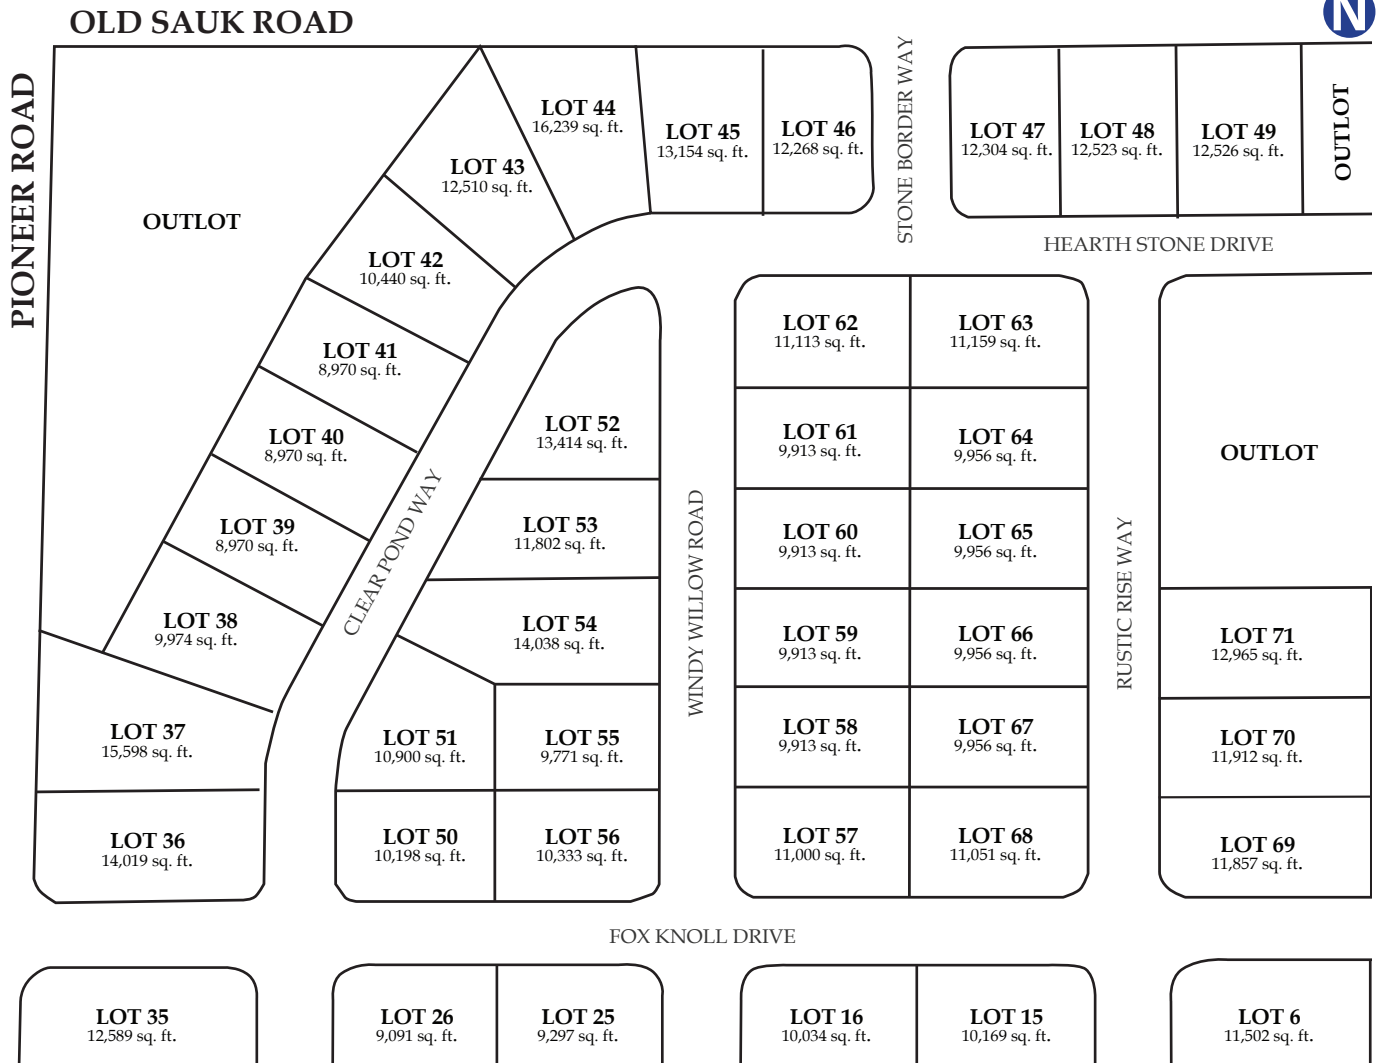 OLD SAUK ROAD
N
PIONEER ROAD
OUTLOT
LOT 44
16,239 sq. ft.
LOT 45
13,154 sq. ft.
LOT 46
12,268 sq. ft.
STONE BORDER WAY
LOT 47
12,304 sq. ft.
LOT 48
12,523 sq. ft.
LOT 49
12,526 sq. ft.
OUTLOT
LOT 43
12,510 sq. ft.
HEARTH STONE DRIVE
LOT 42
10,440 sq. ft.
LOT 41
8,970 sq. ft.
LOT 40
8,970 sq. ft.
LOT 39
8,970 sq. ft.
LOT 38
9,974 sq. ft.
LOT 37
15,598 sq. ft.
LOT 36
14,019 sq. ft.
CLEAR POND WAY
LOT 52
13,414 sq. ft.
LOT 53
11,802 sq. ft.
LOT 54
14,038 sq. ft.
LOT 51
10,900 sq. ft.
LOT 55
9,771 sq. ft.
LOT 50
10,198 sq. ft.
LOT 56
10,333 sq. ft.
WINDY WILLOW ROAD
LOT 62
11,113 sq. ft.
LOT 63
11,159 sq. ft.
LOT 61
9,913 sq. ft.
LOT 64
9,956 sq. ft.
LOT 60
9,913 sq. ft.
LOT 65
9,956 sq. ft.
LOT 59
9,913 sq. ft.
LOT 66
9,956 sq. ft.
LOT 58
9,913 sq. ft.
LOT 67
9,956 sq. ft.
LOT 57
11,000 sq. ft.
LOT 68
11,051 sq. ft.
RUSTIC RISE WAY
OUTLOT
LOT 71
12,965 sq. ft.
LOT 70
11,912 sq. ft.
LOT 69
11,857 sq. ft.
FOX KNOLL DRIVE
LOT 35
12,589 sq. ft.
LOT 26
9,091 sq. ft.
LOT 25
9,297 sq. ft.
LOT 16
10,034 sq. ft.
LOT 15
10,169 sq. ft.
LOT 6
11,502 sq. ft.